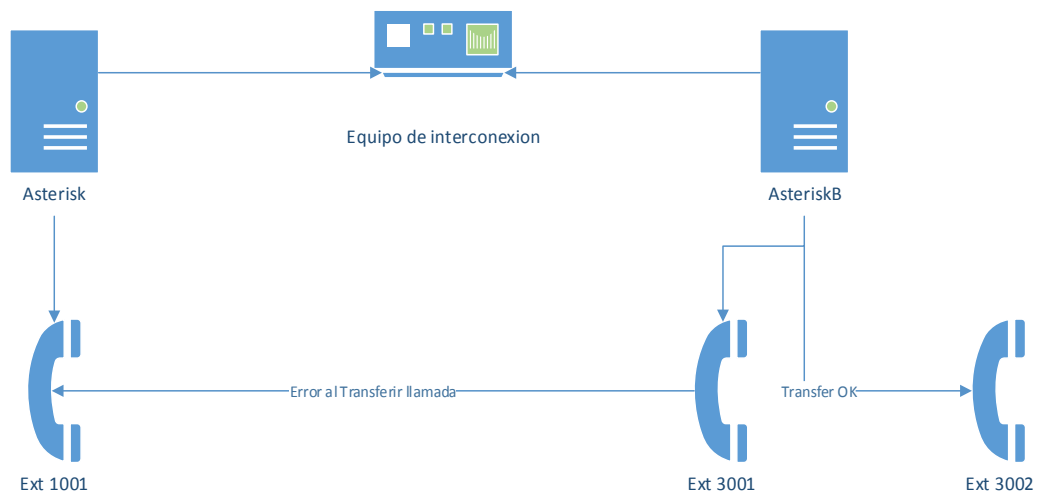 Equipo de interconexion
Asterisk
AsteriskB
Error al Transferir llamada
Transfer OK
Ext 1001
Ext 3001
Ext 3002